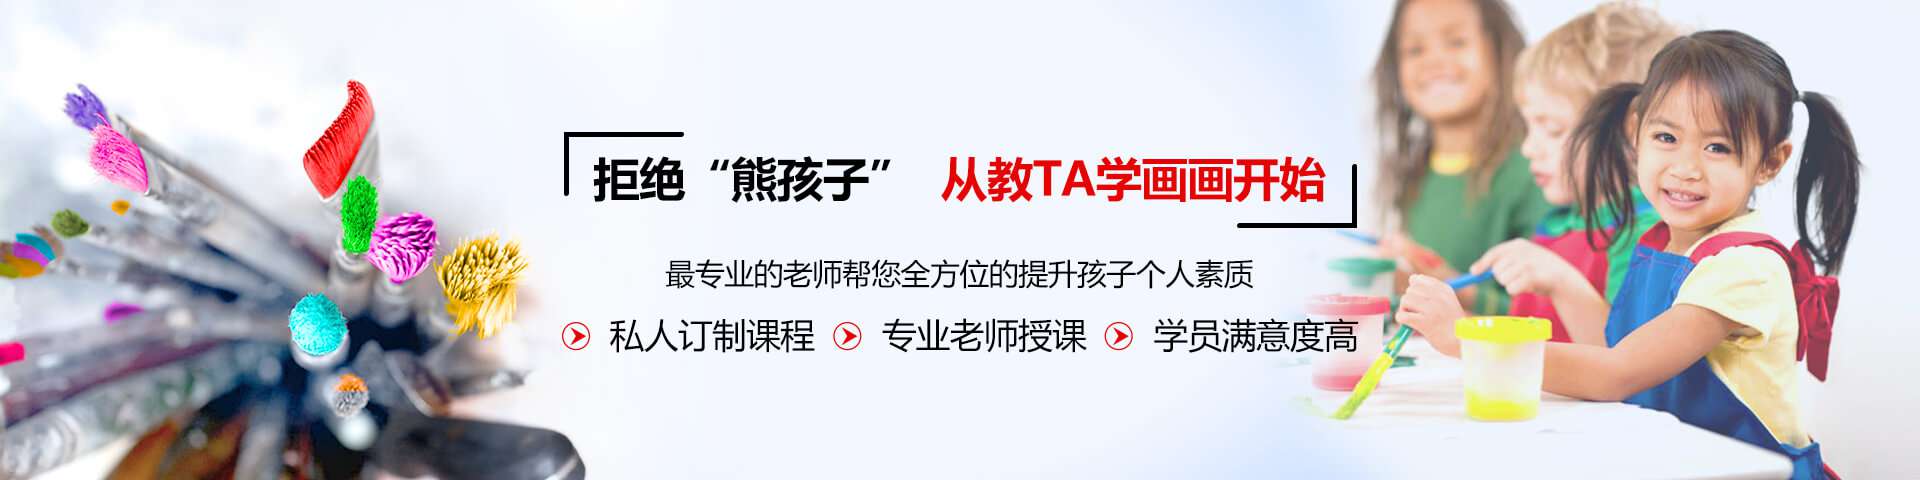 拒绝“熊孩子” 从教TA学画画开始
最专业的老师帮您全方位的提升孩子个人素质
私人订制课程 专业老师授课 学员满意度高